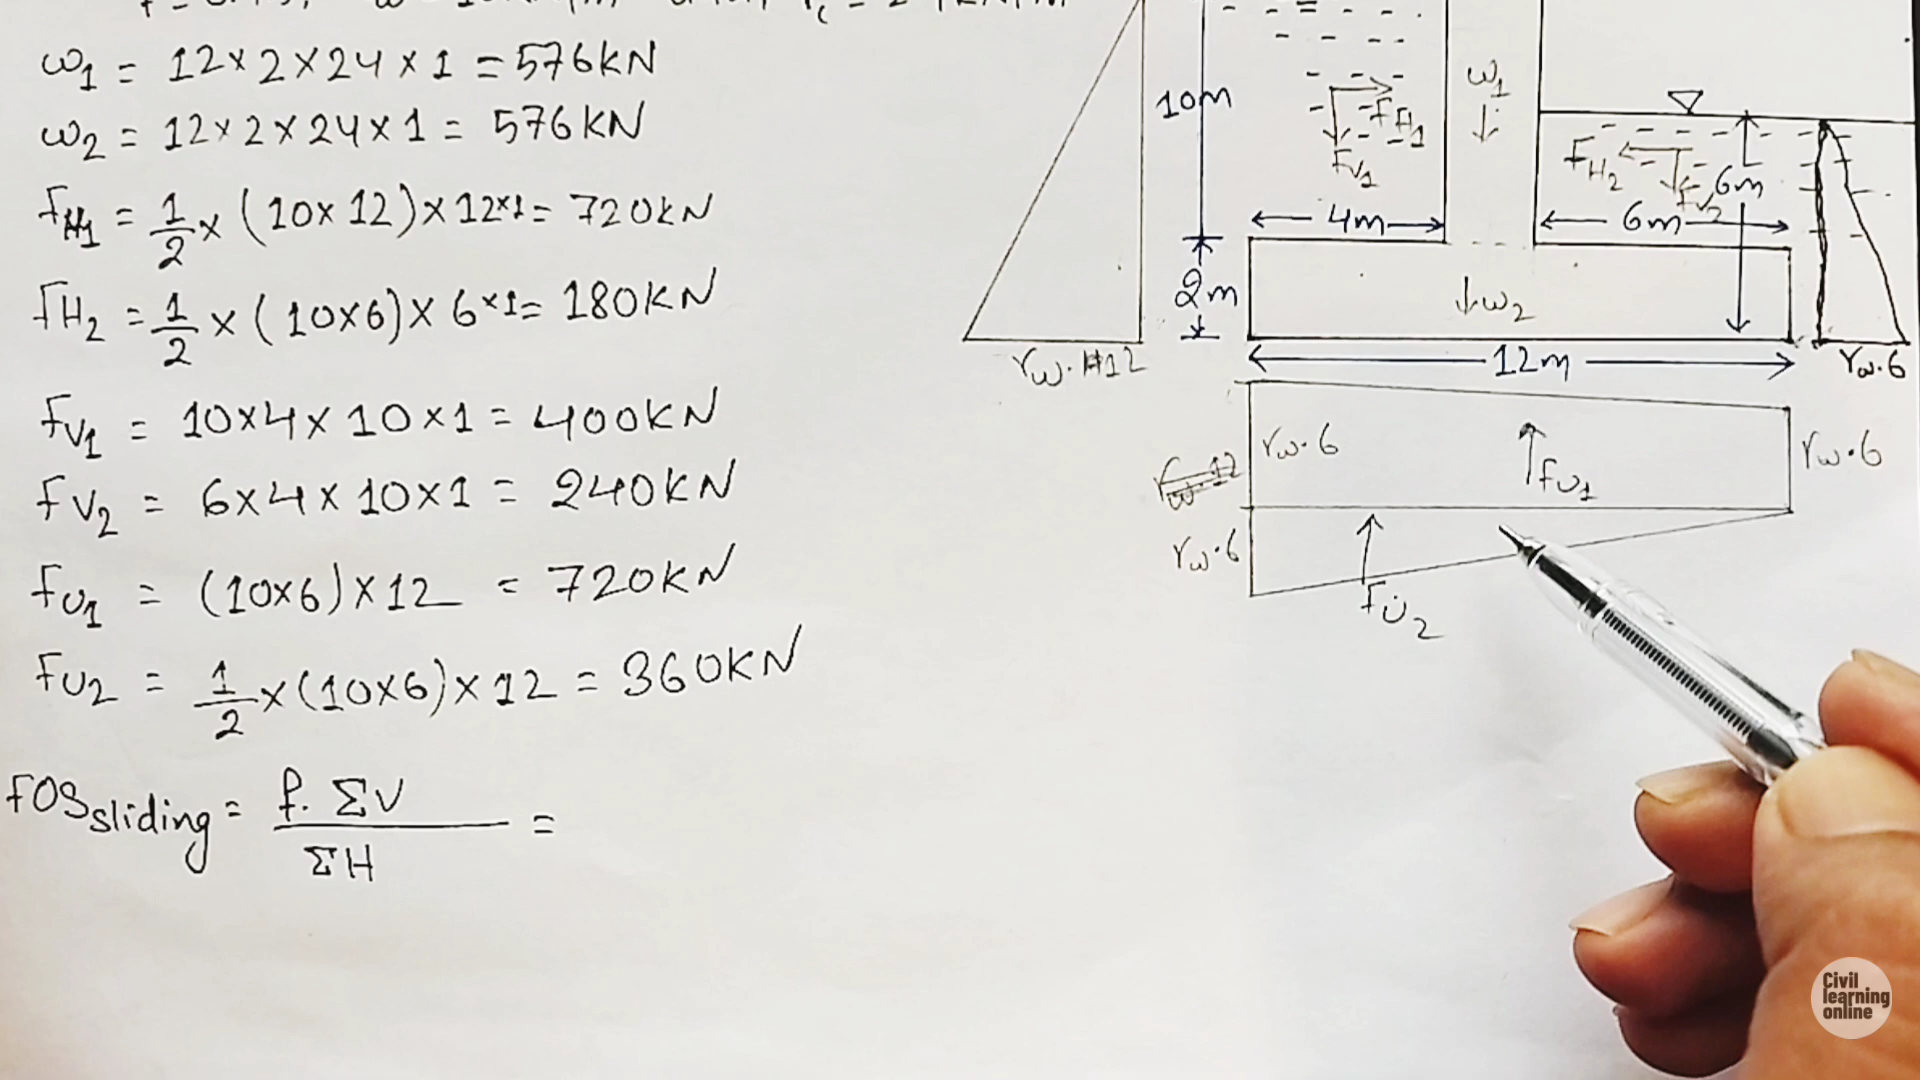 ω1 = 12×2×24×1 = 576KN
ω2 = 12×2×24×1 = 576KN
FH1 = 1/2 × (10×12)×12×1 = 720KN
FH2 = 1/2 × (10×6)× 6×1 = 180KN
FV1 = 10×4×10×1 = 400KN
FV2 = 6×4×10×1 = 240KN
FU1 = (10×6)×12 = 720KN
FU2 = 1/2 ×(10×6)×12 = 360KN
FOSsliding = f. ΣV / ΣH =
10m
FH1
FV1
ω1
FH2
FV2
6m
4m
6m
2m
ω2
γω.12
12m
γω.6
γω.6
FU1
γω.6
γω.6
FU2
Civil
learning
online